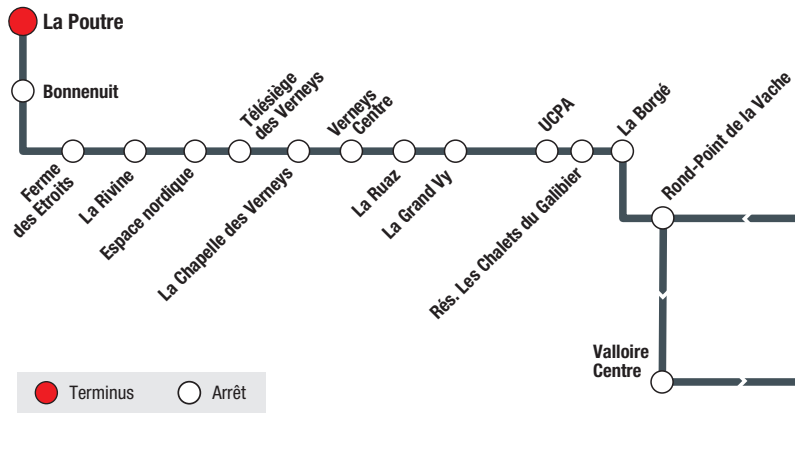 La Poutre
Bonnenuit
Ferme
des Etroits
La Rivine
Espace nordique
Télésiège
des Verneys
La Chapelle des Verneys
Verneys
Centre
La Ruaz
La Grand Vy
UCPA
Rés. Les Chalets du Galibier
La Borgé
Rond-Point de la Vache
Valloire
Centre
Terminus
Arrêt